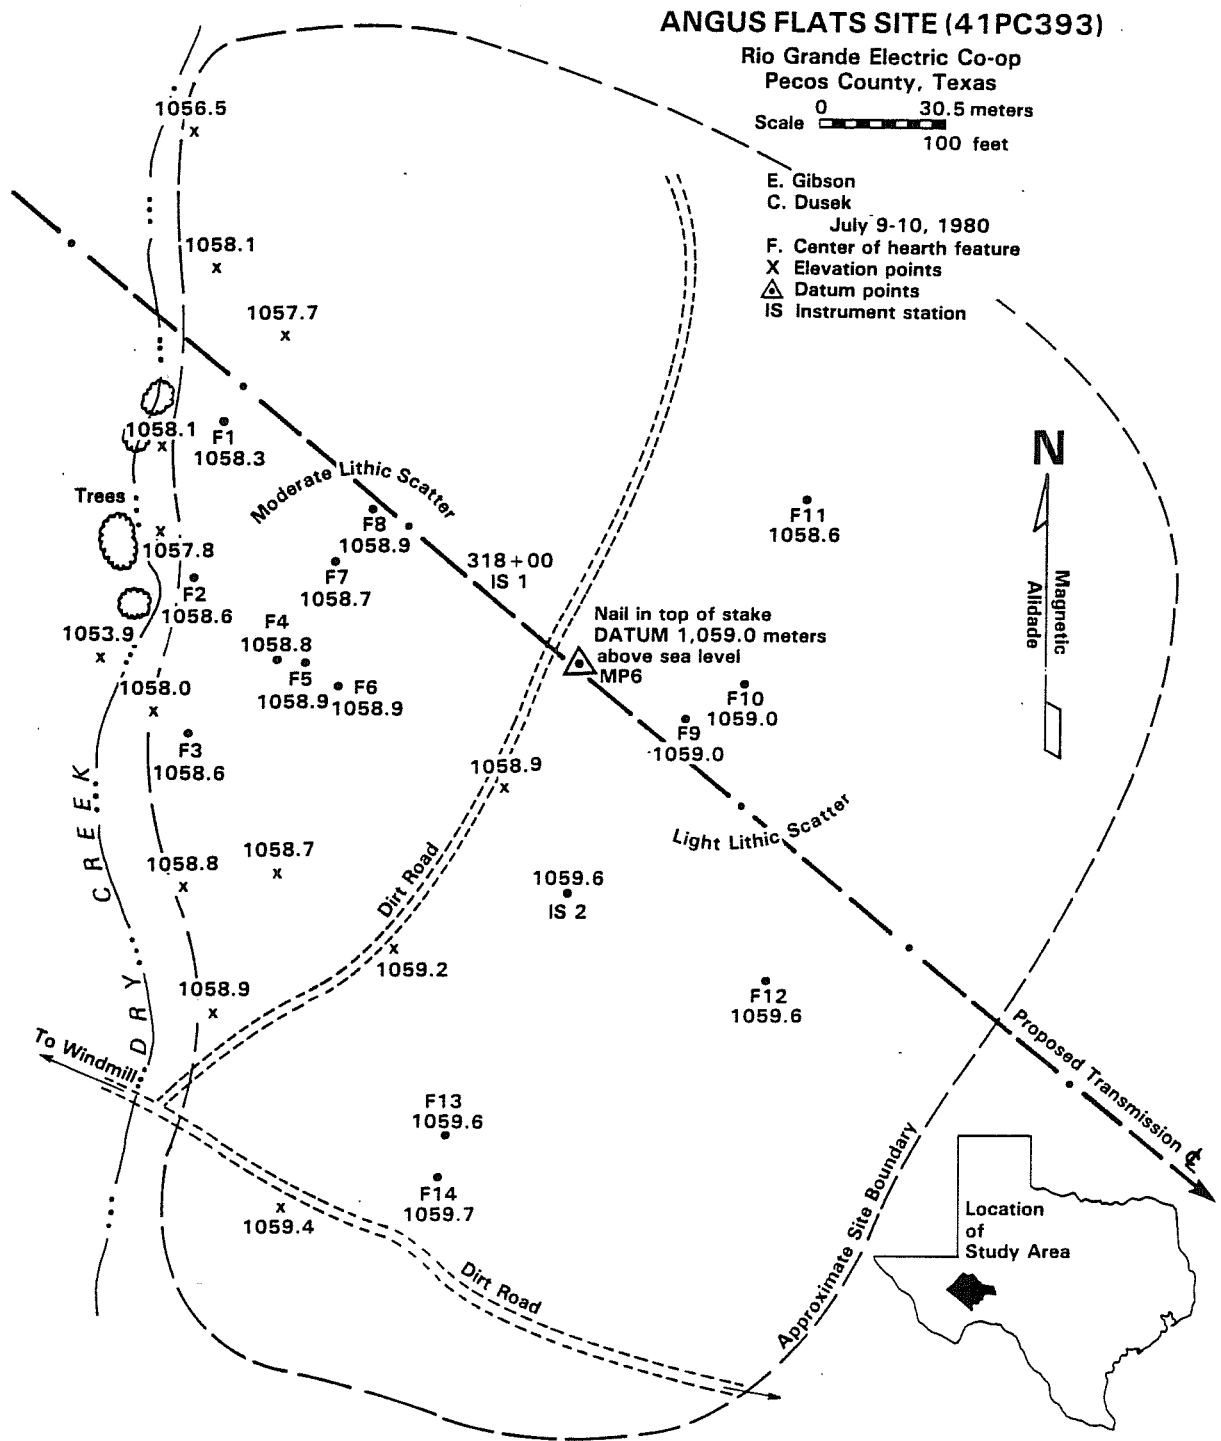 ANGUS FLATS SITE (41PC393)
Rio Grande Electric Co-op
Pecos County, Texas
0 30.5 meters
Scale
100 feet
E. Gibson
C. Dusek
July 9-10, 1980
F. Center of hearth feature
X Elevation points
Datum points
IS Instrument station
1056.5
x
1058.1
x
1057.7
x
1058.1
x
F1
1058.3
Moderate Lithic Scatter
N
Magnetic
Alidade
Trees
x
1057.8
F8
1058.9
F11
1058.6
318+00
IS 1
F7
1058.7
F2
1058.6
Nail in top of stake
DATUM 1,059.0 meters
above sea level
MP6
F4
1058.8
1053.9
x
F5
1058.9
F6
1058.9
1058.0
x
F10
1059.0
F9
1059.0
F3
1058.6
1058.9
x
DRY CREEK
Light Lithic Scatter
1058.8
x
1058.7
x
Dirt Road
1059.6
IS 2
x
1059.2
1058.9
x
F12
1059.6
To Windmill
Proposed Transmission ℄
F13
1059.6
F14
1059.7
x
1059.4
Approximate Site Boundary
Dirt Road
Location
of
Study Area